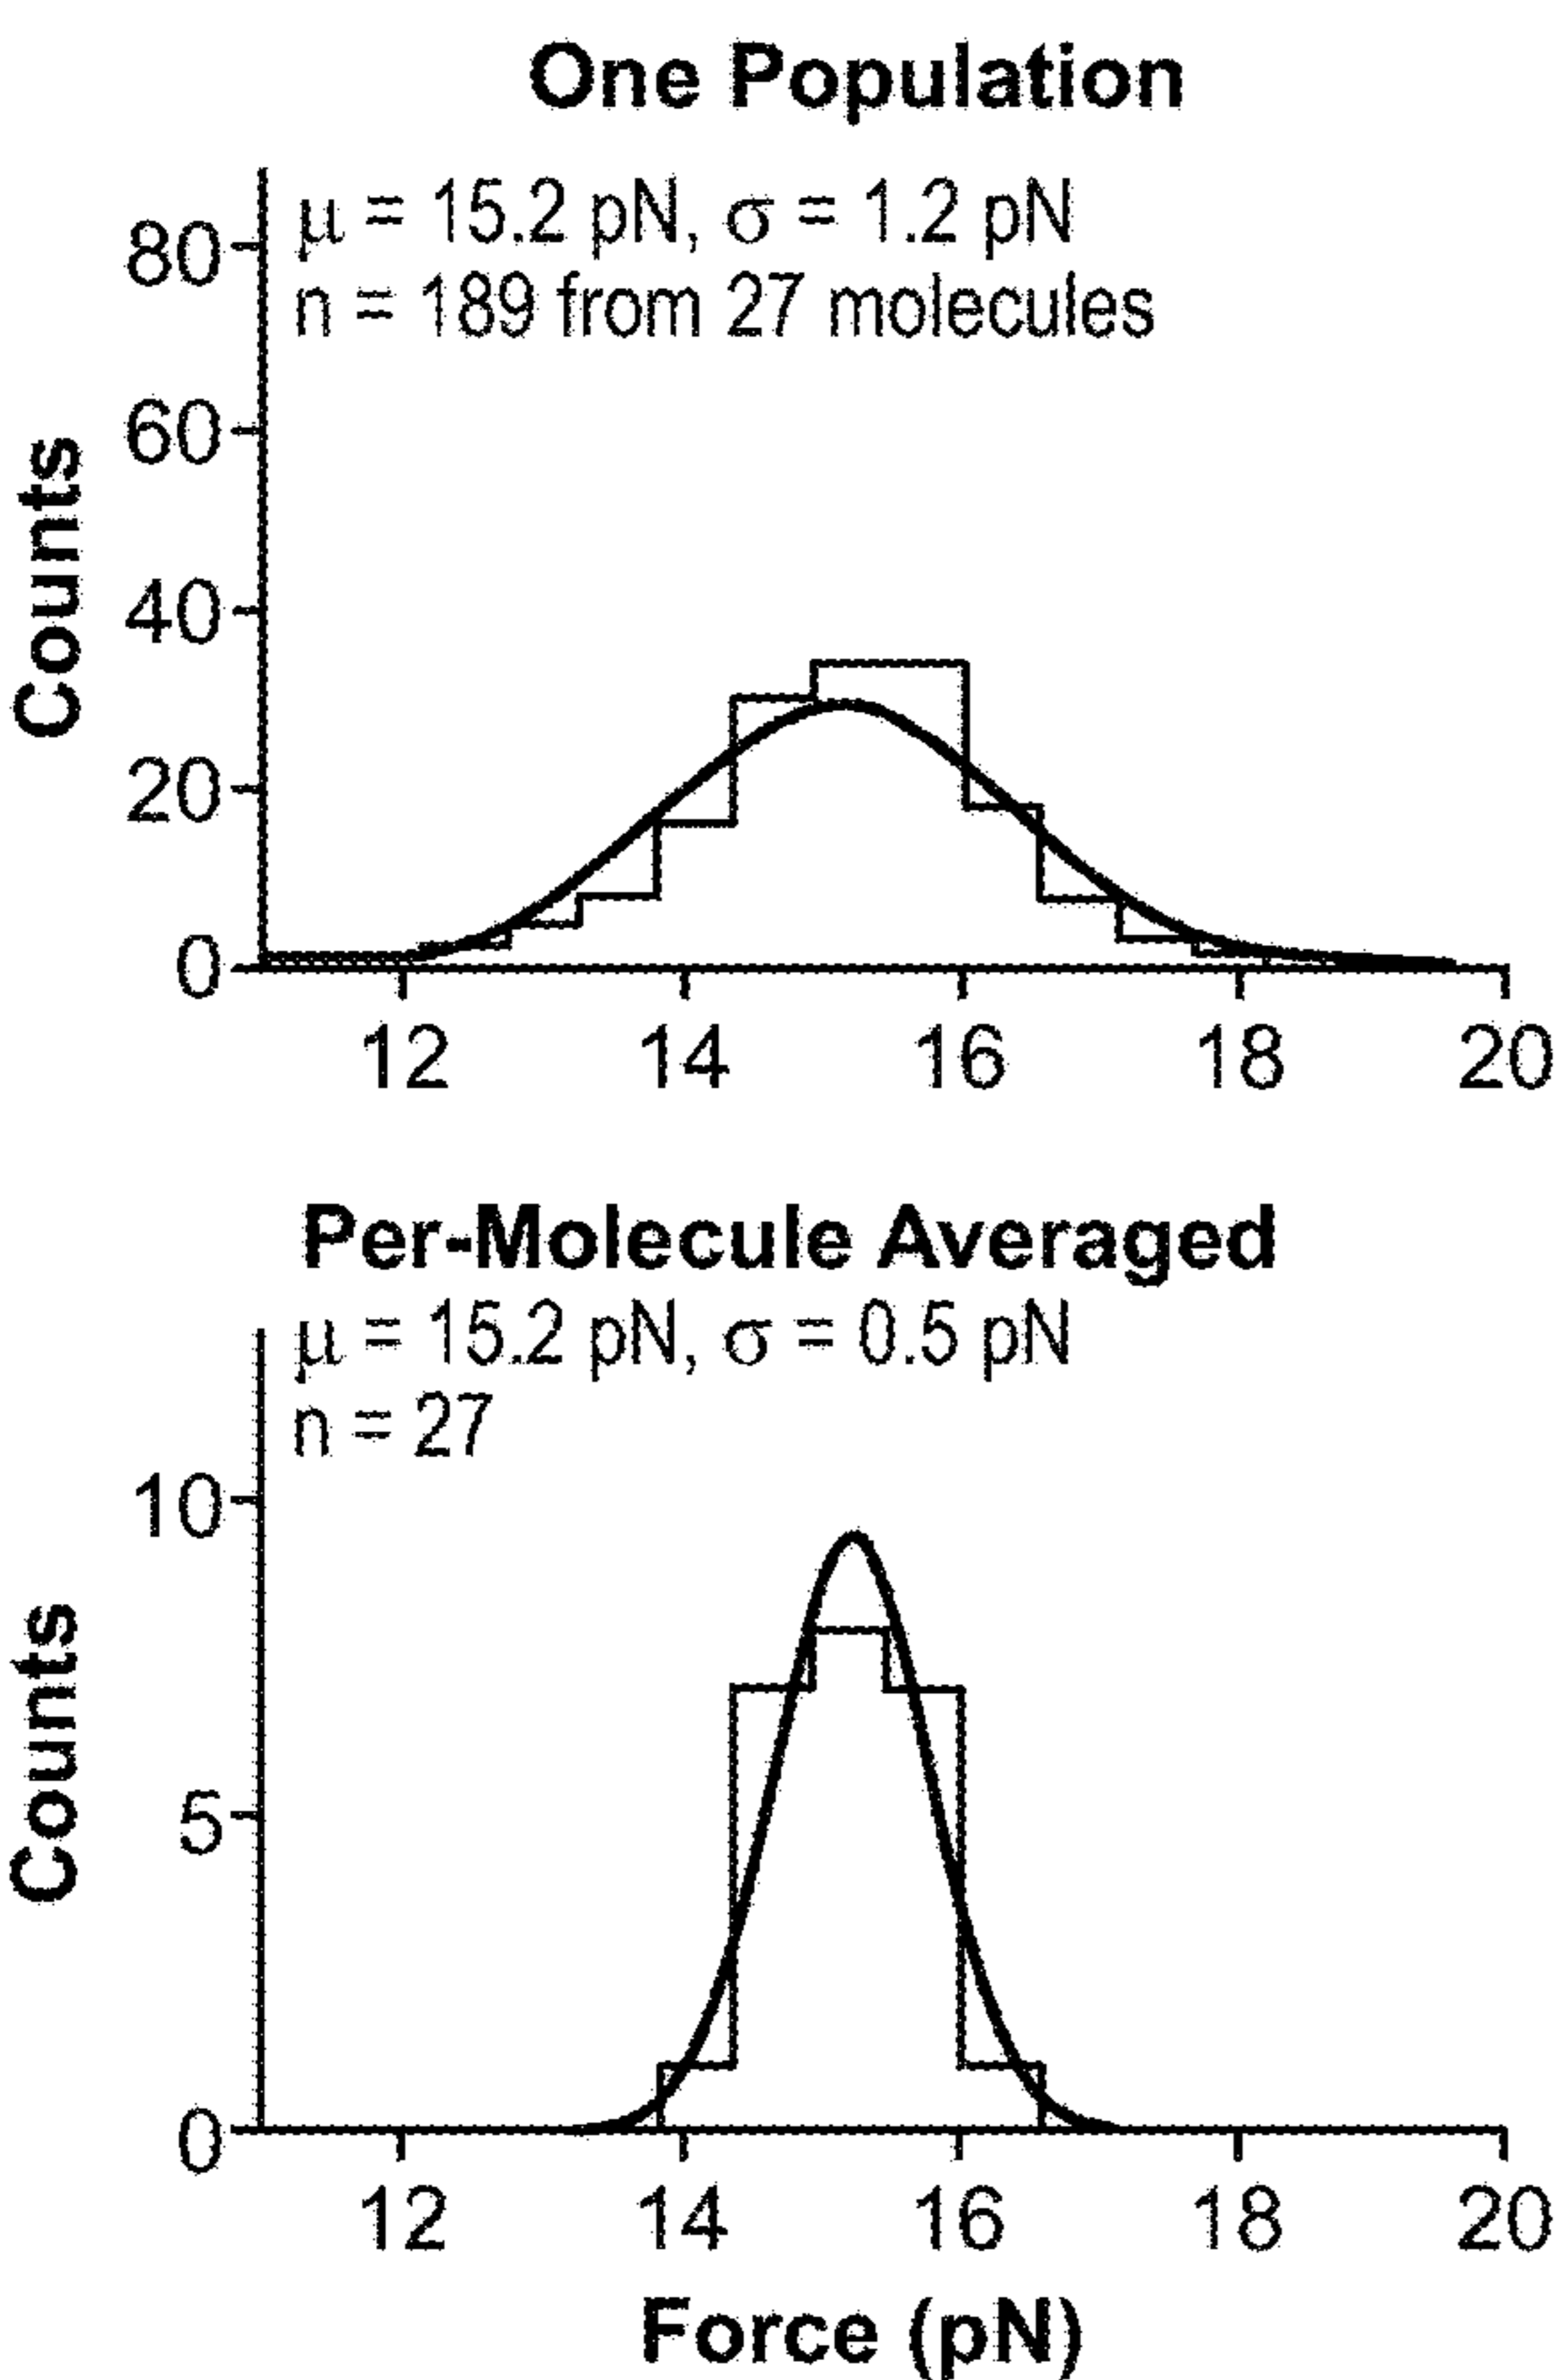 One Population
μ = 15.2 pN, σ = 1.2 pN
n = 189 from 27 molecules
Counts
80
60
40
20
0
12 14 16 18 20
Per-Molecule Averaged
μ = 15.2 pN, σ = 0.5 pN
n = 27
Counts
10
5
0
12 14 16 18 20
Force (pN)